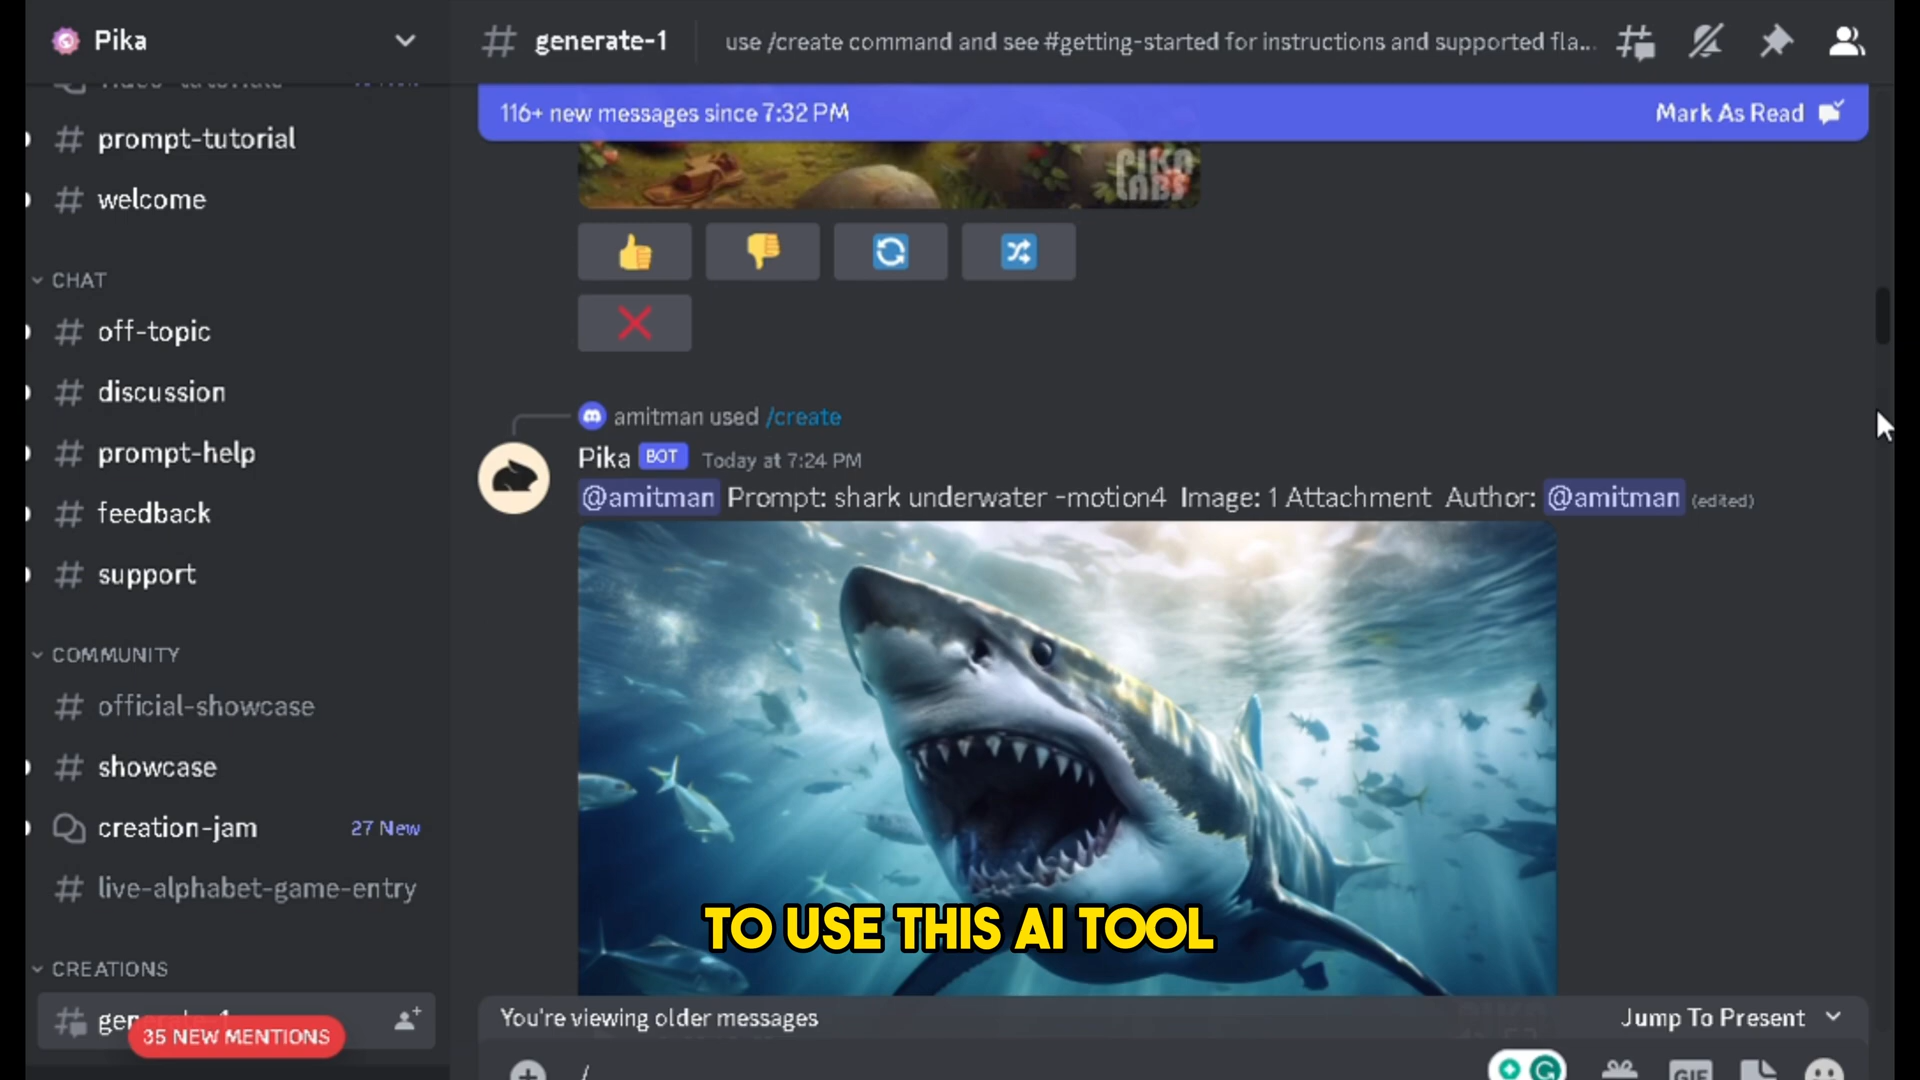 Pika
generate-1
use /create command and see #getting-started for instructions and supported fla...
prompt-tutorial
welcome
CHAT
off-topic
discussion
prompt-help
feedback
support
COMMUNITY
official-showcase
showcase
creation-jam 27 New
live-alphabet-game-entry
CREATIONS
35 NEW MENTIONS
116+ new messages since 7:32 PM
Mark As Read
PIKA
LABS
amitman used /create
Pika BOT Today at 7:24 PM
@amitman Prompt: shark underwater -motion4 Image: 1 Attachment Author: @amitman (edited)
TO USE THIS AI TOOL
You're viewing older messages
Jump To Present
/
GIF